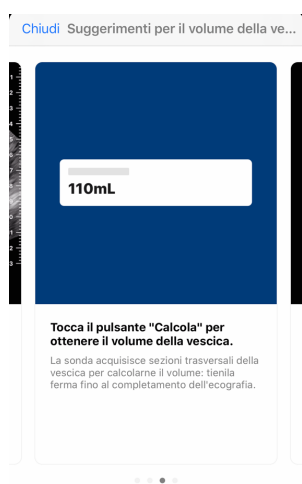 Chiudi Suggerimenti per il volume della ve...
110mL
Tocca il pulsante "Calcola" per
ottenere il volume della vescica.
La sonda acquisisce sezioni trasversali della
vescica per calcolarne il volume: tienila
ferma fino al completamento dell'ecografia.